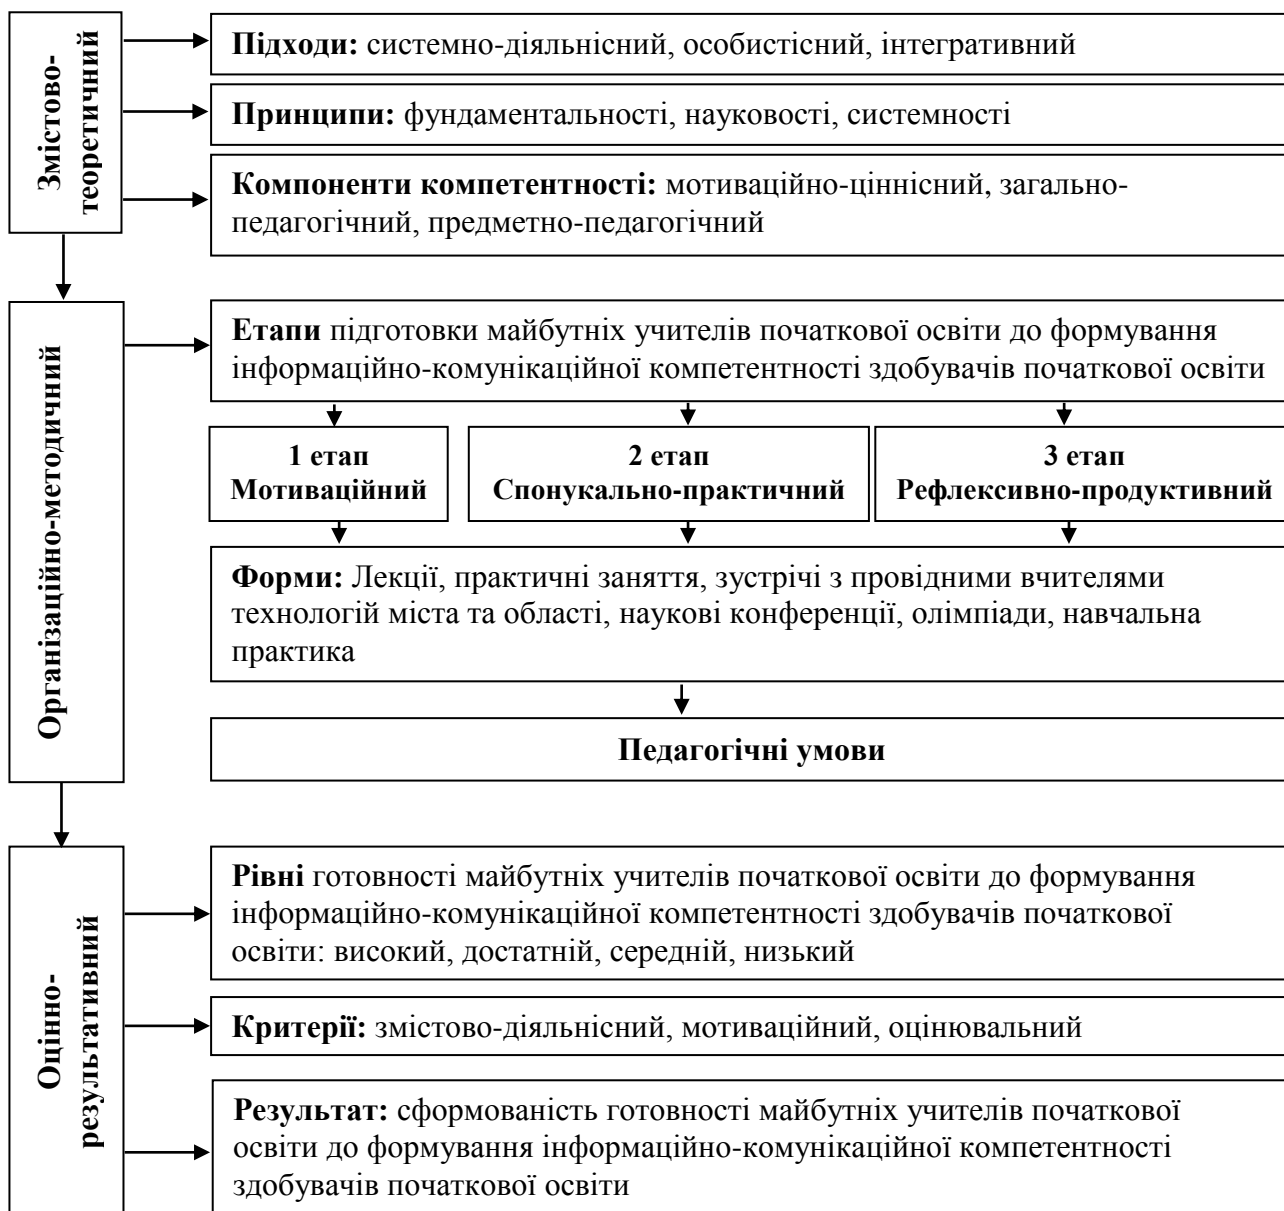 Змістово-
теоретичний
Підходи: системно-діяльнісний, особистісний, інтегративний
Принципи: фундаментальності, науковості, системності
Компоненти компетентності: мотиваційно-ціннісний, загально-
педагогічний, предметно-педагогічний
Організаційно-методичний
Етапи підготовки майбутніх учителів початкової освіти до формування
інформаційно-комунікаційної компетентності здобувачів початкової освіти
1 етап
Мотиваційний
2 етап
Спонукально-практичний
3 етап
Рефлексивно-продуктивний
Форми: Лекції, практичні заняття, зустрічі з провідними вчителями
технологій міста та області, наукові конференції, олімпіади, навчальна
практика
Педагогічні умови
Оцінно-
результативний
Рівні готовності майбутніх учителів початкової освіти до формування
інформаційно-комунікаційної компетентності здобувачів початкової
освіти: високий, достатній, середній, низький
Критерії: змістово-діяльнісний, мотиваційний, оцінювальний
Результат: сформованість готовності майбутніх учителів початкової
освіти до формування інформаційно-комунікаційної компетентності
здобувачів початкової освіти